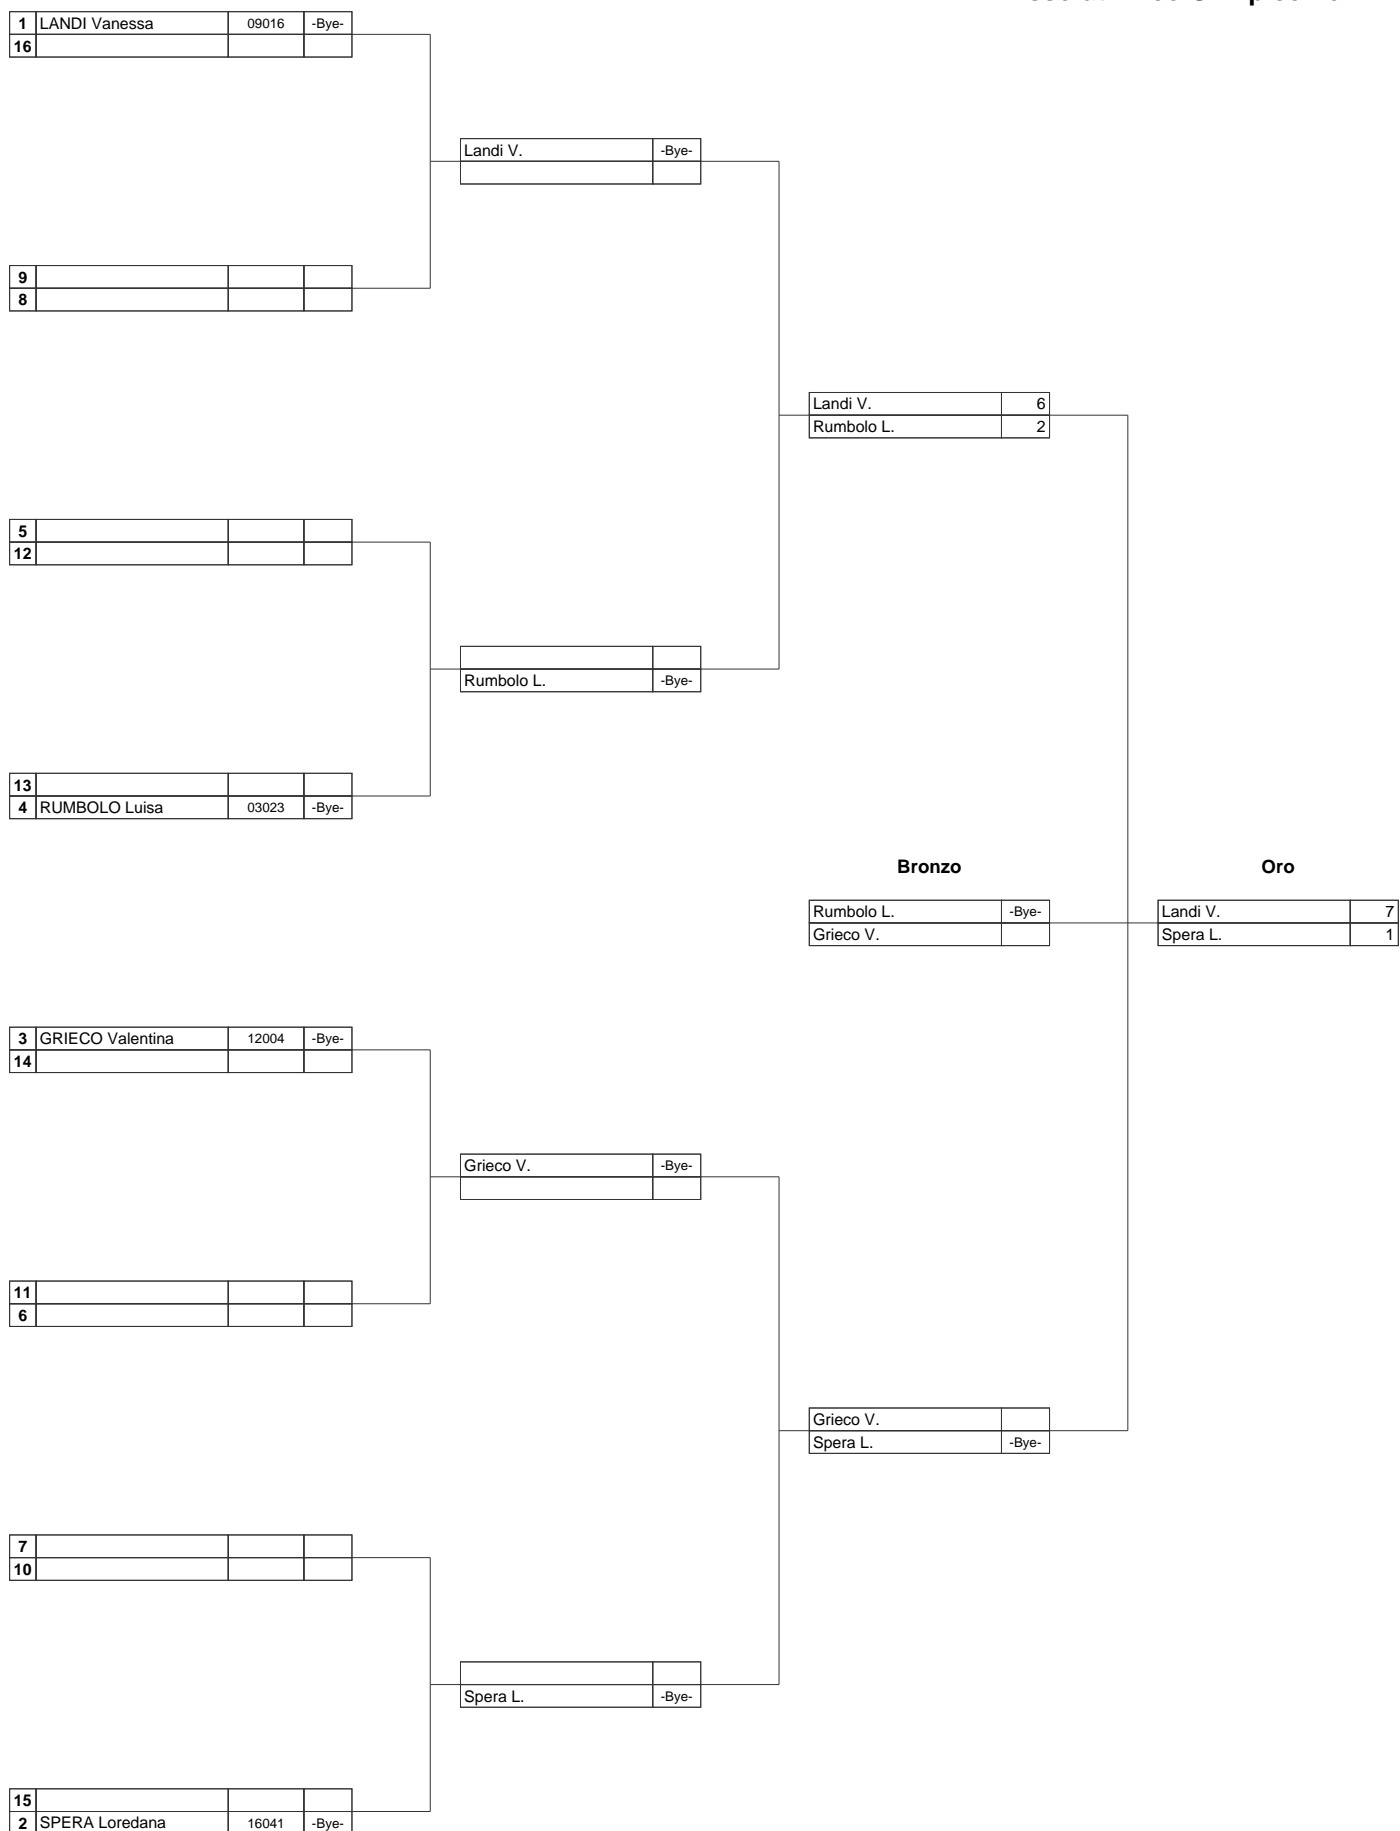 1 LANDI Vanessa 09016 -Bye-
16
Landi V. -Bye-
9
8
Landi V. 6
Rumbolo L. 2
5
12
Rumbolo L. -Bye-
13
4 RUMBOLO Luisa 03023 -Bye-
Bronzo Oro
Rumbolo L. -Bye- Landi V. 7
Grieco V. Spera L. 1
3 GRIECO Valentina 12004 -Bye-
14
Grieco V. -Bye-
11
6
Grieco V.
Spera L. -Bye-
7
10
Spera L. -Bye-
15
2 SPERA Loredana 16041 -Bye-